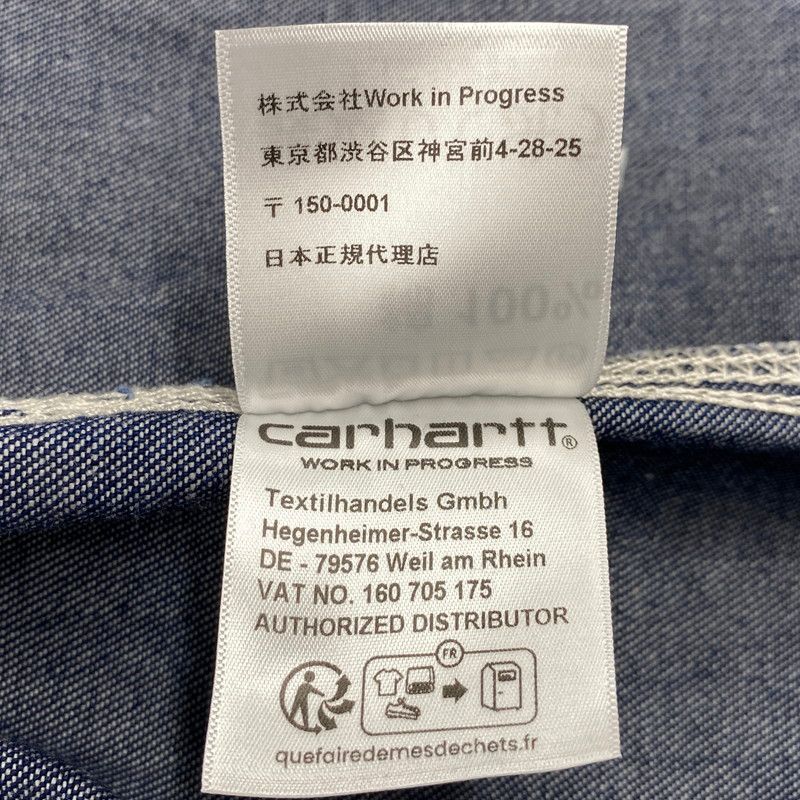 株式会社Work in Progress
東京都渋谷区神宮前4-28-25
〒 150-0001
日本正規代理店
carhartt®
WORK IN PROGRESS
Textilhandels Gmbh
Hegenheimer-Strasse 16
DE - 79576 Weil am Rhein
VAT NO. 160 705 175
AUTHORIZED DISTRIBUTOR
FR
quefairedemesdechets.fr